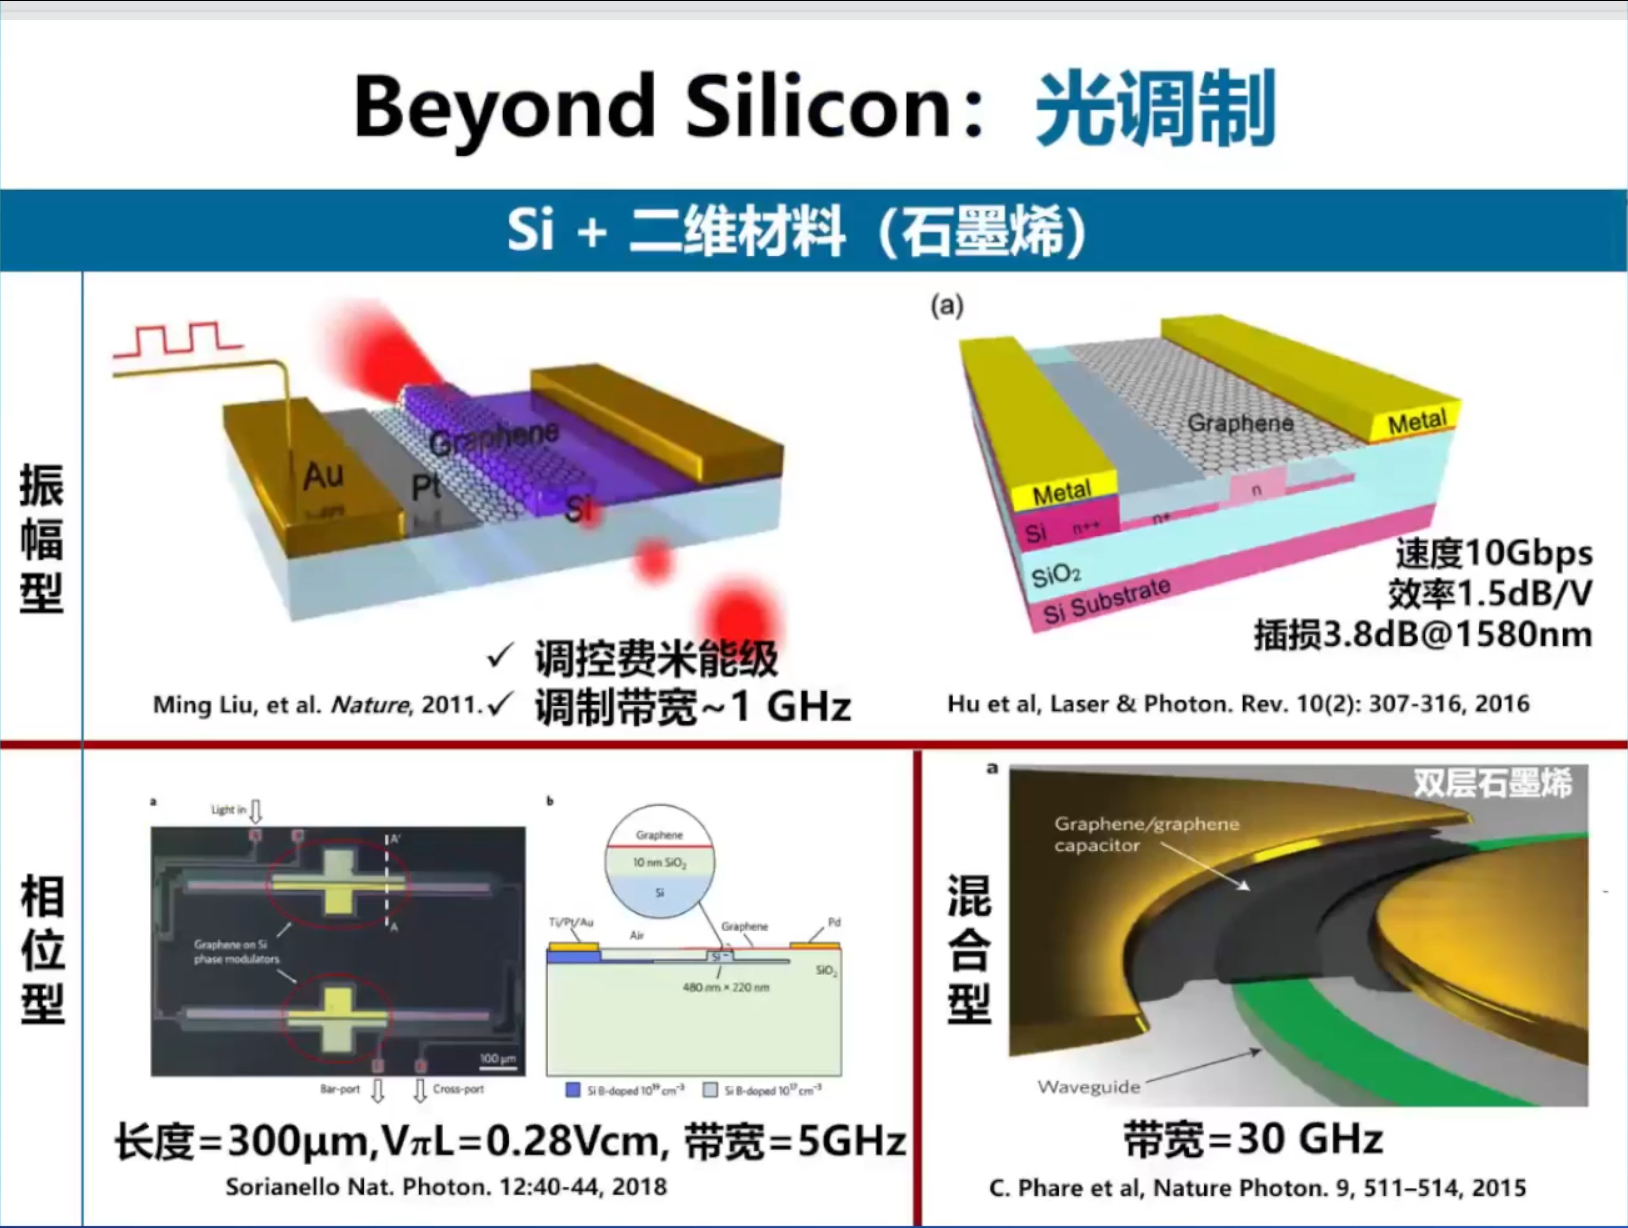 Beyond Silicon：光调制
Si + 二维材料（石墨烯）
振幅型
Au
Pt
Graphene
Si
✓ 调控费米能级
✓ 调制带宽~1 GHz
Ming Liu, et al. Nature, 2011.
(a)
Graphene
Metal
Metal
Si n++
n+
n
SiO2
Si Substrate
速度10Gbps
效率1.5dB/V
插损3.8dB@1580nm
Hu et al, Laser & Photon. Rev. 10(2): 307-316, 2016
相位型
a
Light in
A'
A
Graphene on Si
phase modulators
100 μm
Bar-port
Cross-port
b
Graphene
10 nm SiO2
Si
Ti/Pt/Au
Air
Graphene
Pd
Si
SiO2
480 nm × 220 nm
Si B-doped 10¹⁹ cm⁻³
Si B-doped 10¹⁷ cm⁻³
长度=300μm,VπL=0.28Vcm, 带宽=5GHz
Sorianello Nat. Photon. 12:40-44, 2018
混合型
a
双层石墨烯
Graphene/graphene
capacitor
Waveguide
带宽=30 GHz
C. Phare et al, Nature Photon. 9, 511–514, 2015